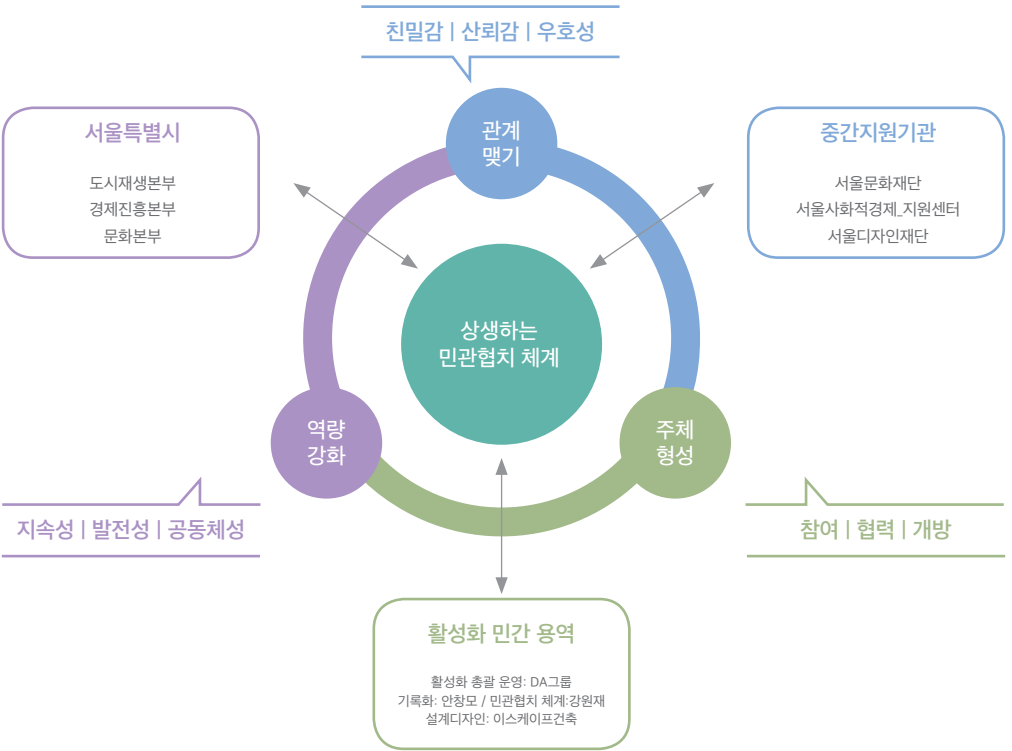 친밀감 | 산뢰감 | 우호성
서울특별시
도시재생본부
경제진흥본부
문화본부
관계
맺기
중간지원기관
서울문화재단
서울사화적경제_지원센터
서울디자인재단
상생하는
민관협치 체계
역량
강화
주체
형성
지속성 | 발전성 | 공동체성
참여 | 협력 | 개방
활성화 민간 용역
활성화 총괄 운영: DA그룹
기록화: 안창모 / 민관협치 체계:강원재
설계디자인: 이스케이프건축